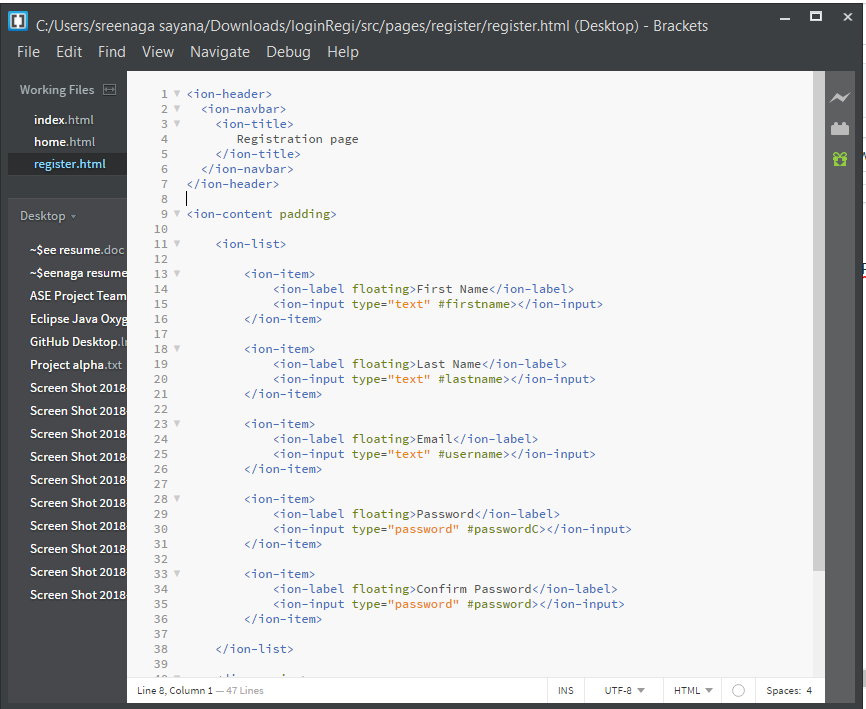 C:/Users/sreenaga sayana/Downloads/loginRegi/src/pages/register/register.html (Desktop) - Brackets
File Edit Find View Navigate Debug Help
Working Files
index.html
home.html
register.html
Desktop
~$ee resume.doc
~$eenaga resume
ASE Project Team
Eclipse Java Oxyg
GitHub Desktop.
Project alpha.txt
Screen Shot 2018-
Screen Shot 2018-
Screen Shot 2018-
Screen Shot 2018-
Screen Shot 2018-
Screen Shot 2018-
Screen Shot 2018-
Screen Shot 2018-
Screen Shot 2018-
Screen Shot 2018-
1 <ion-header>
2 <ion-navbar>
3 <ion-title>
4 Registration page
5 </ion-title>
6 </ion-navbar>
7 </ion-header>
8
9 <ion-content padding>
10
11 <ion-list>
12
13 <ion-item>
14 <ion-label floating>First Name</ion-label>
15 <ion-input type="text" #firstname></ion-input>
16 </ion-item>
17
18 <ion-item>
19 <ion-label floating>Last Name</ion-label>
20 <ion-input type="text" #lastname></ion-input>
21 </ion-item>
22
23 <ion-item>
24 <ion-label floating>Email</ion-label>
25 <ion-input type="text" #username></ion-input>
26 </ion-item>
27
28 <ion-item>
29 <ion-label floating>Password</ion-label>
30 <ion-input type="password" #passwordC></ion-input>
31 </ion-item>
32
33 <ion-item>
34 <ion-label floating>Confirm Password</ion-label>
35 <ion-input type="password" #password></ion-input>
36 </ion-item>
37
38 </ion-list>
39
Line 8, Column 1 — 47 Lines INS UTF-8 HTML Spaces: 4